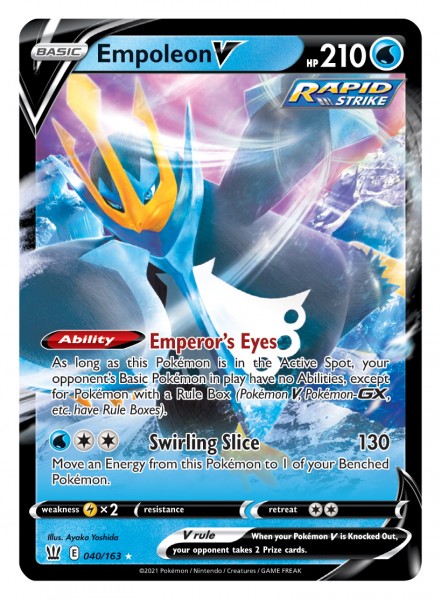 BASIC Empoleon V HP 210
RAPID
STRIKE
Ability Emperor's Eyes
As long as this Pokémon is in the Active Spot, your
opponent's Basic Pokémon in play have no Abilities, except
for Pokémon with a Rule Box (Pokémon V, Pokémon-GX,
etc. have Rule Boxes).
Swirling Slice 130
Move an Energy from this Pokémon to 1 of your Benched
Pokémon.
weakness ×2 resistance retreat
Illus. Ayaka Yoshida
E 040/163
V rule When your Pokémon V is Knocked Out,
your opponent takes 2 Prize cards.
©2021 Pokémon / Nintendo / Creatures / GAME FREAK